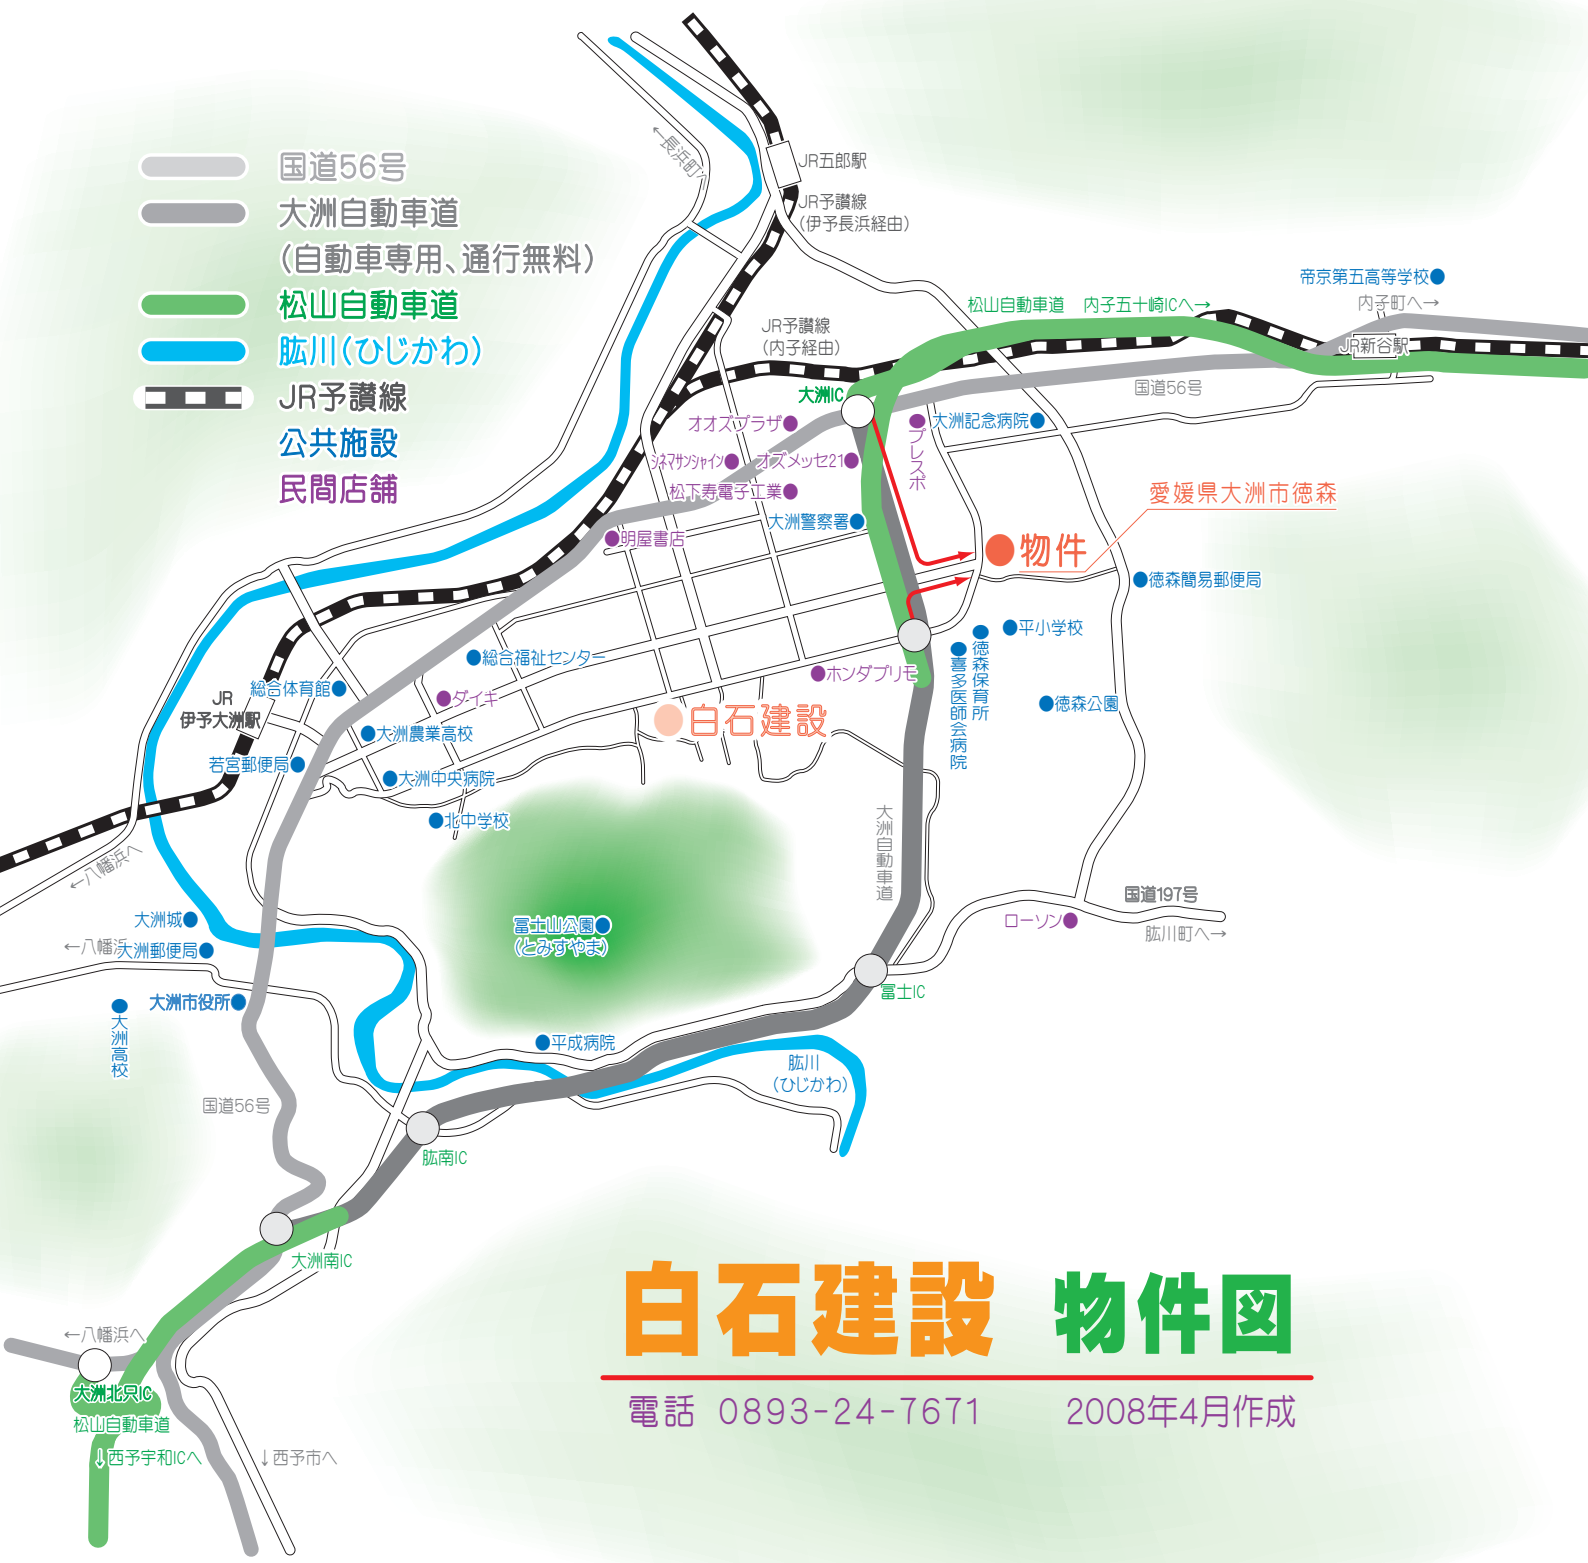 国道56号
大洲自動車道
(自動車専用、通行無料)
松山自動車道
肱川(ひじかわ)
JR予讃線
公共施設
民間店舗
←長浜町へ
JR五郎駅
JR予讃線
(伊予長浜経由)
帝京第五高等学校
内子町へ→
松山自動車道 内子五十崎ICへ→
JR予讃線
(内子経由)
JR新谷駅
国道56号
大洲IC
オオズプラザ
プレスポ
大洲記念病院
シネマサンシャイン
オズメッセ21
松下寿電子工業
愛媛県大洲市徳森
大洲警察署
明屋書店
物件
徳森簡易郵便局
平小学校
徳森保育所
喜多医師会病院
総合福祉センター
ホンダプリモ
総合体育館
ダイキ
徳森公園
JR
伊予大洲駅
白石建設
大洲農業高校
若宮郵便局
大洲中央病院
北中学校
大洲自動車道
←八幡浜へ
国道197号
大洲城
冨士山公園
(とみすやま)
ローソン
肱川町へ→
←八幡浜
大洲郵便局
冨士IC
大洲市役所
大洲高校
平成病院
肱川
(ひじかわ)
国道56号
肱南IC
大洲南IC
←八幡浜へ
大洲北只IC
松山自動車道
↓西予宇和ICへ
↓西予市へ
白石建設 物件図
電話 0893-24-7671 2008年4月作成